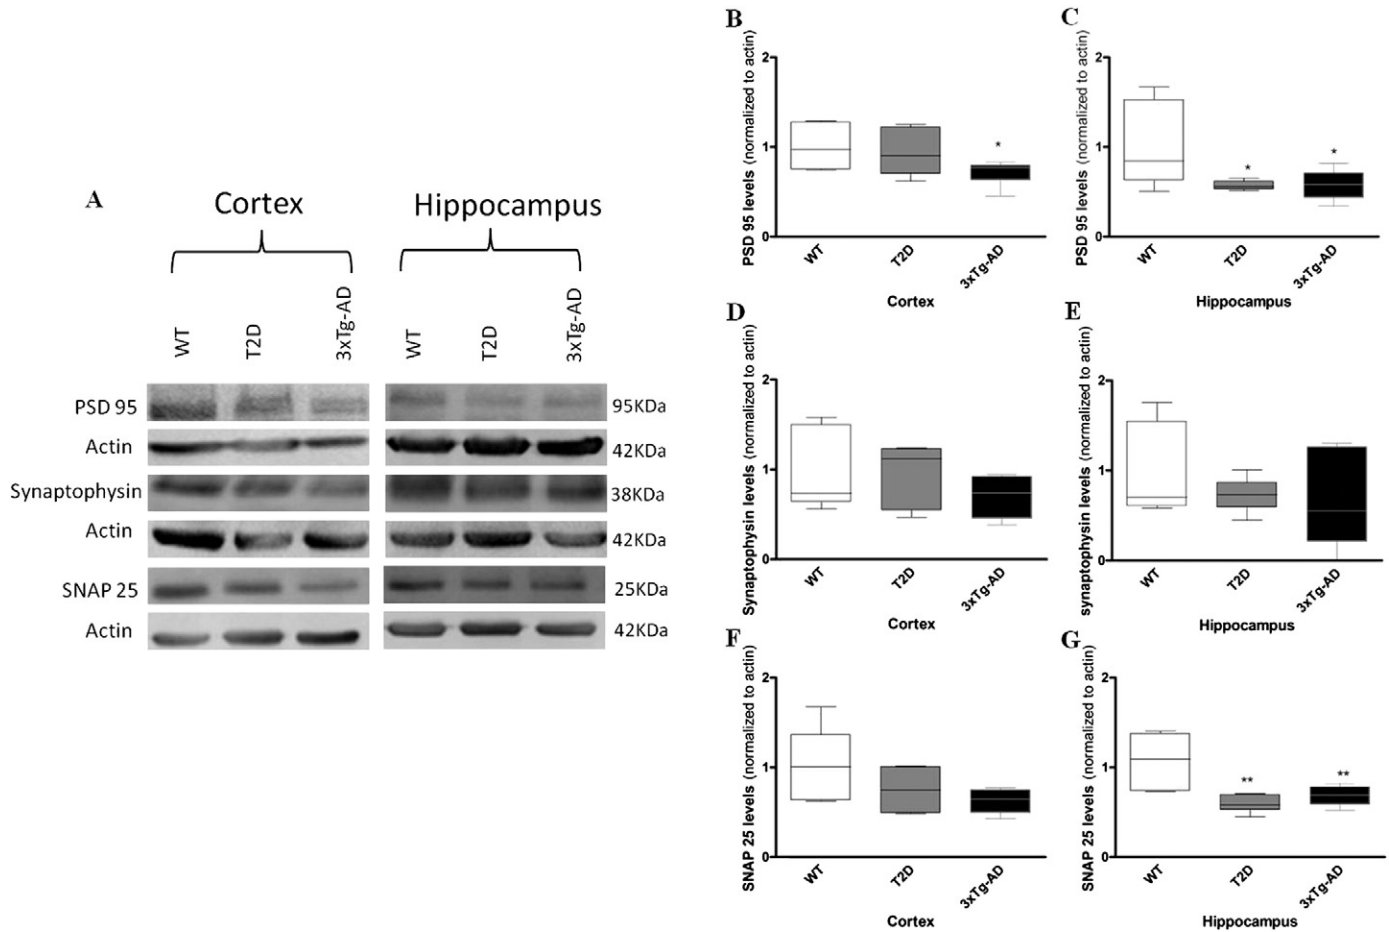 A
Cortex
Hippocampus
WT
T2D
3xTg-AD
WT
T2D
3xTg-AD
PSD 95
95KDa
Actin
42KDa
Synaptophysin
38KDa
Actin
42KDa
SNAP 25
25KDa
Actin
42KDa
B
PSD 95 levels (normalized to actin)
2
1
0
*
WT
T2D
3xTg-AD
Cortex
C
PSD 95 levels (normalized to actin)
2
1
0
*
*
WT
T2D
3xTg-AD
Hippocampus
D
Synaptophysin levels (normalized to actin)
2
1
0
WT
T2D
3xTg-AD
Cortex
E
synaptophysin levels (normalized to actin)
2
1
0
WT
T2D
3xTg-AD
Hippocampus
F
SNAP 25 levels (normalized to actin)
2
1
0
WT
T2D
3xTg-AD
Cortex
G
SNAP 25 levels (normalized to actin)
2
1
0
**
**
WT
T2D
3xTg-AD
Hippocampus